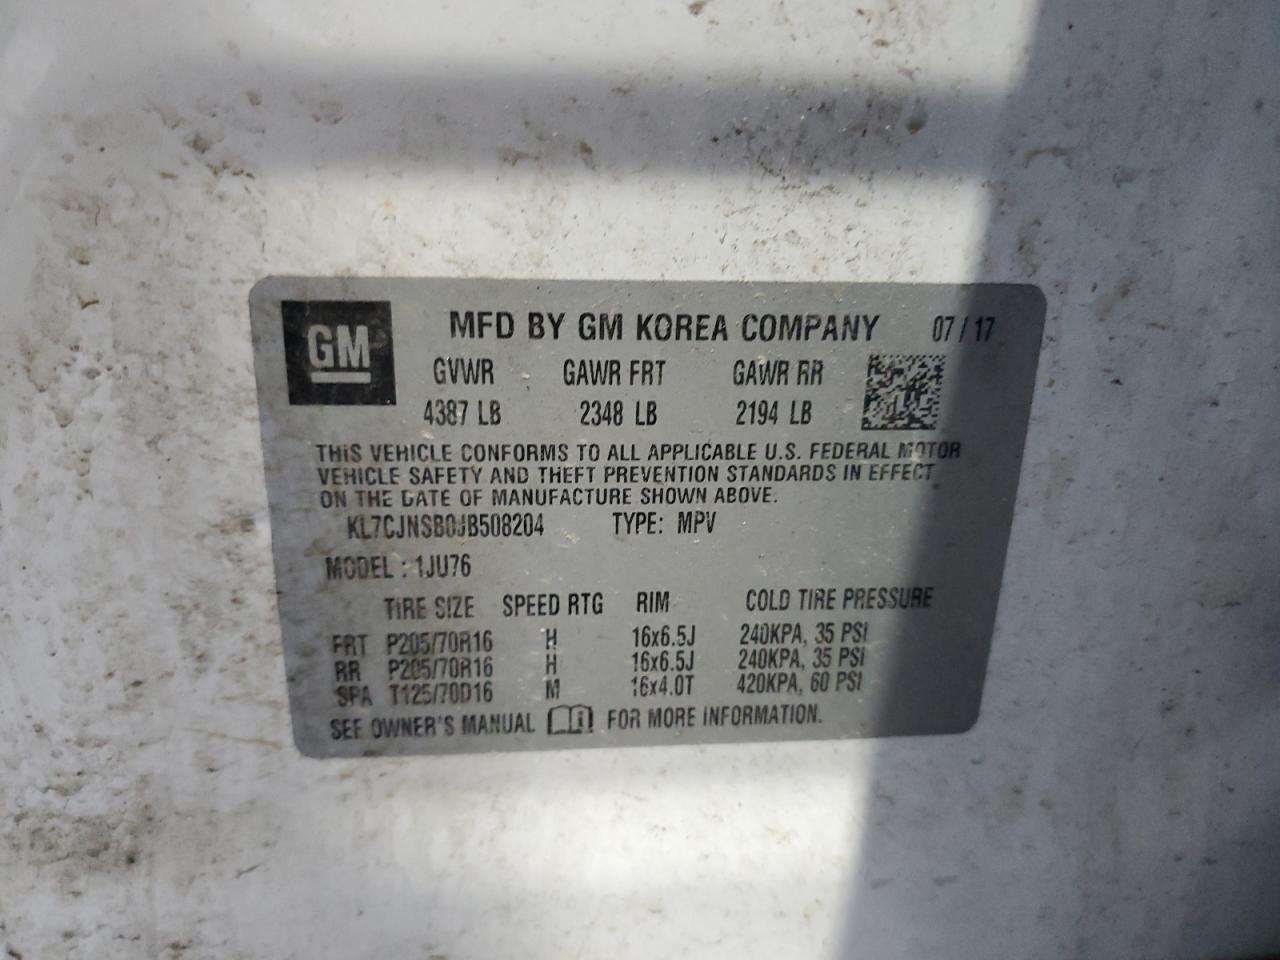 GM
MFD BY GM KOREA COMPANY 07/17
GVWR GAWR FRT GAWR RR
4387 LB 2348 LB 2194 LB
THIS VEHICLE CONFORMS TO ALL APPLICABLE U.S. FEDERAL MOTOR
VEHICLE SAFETY AND THEFT PREVENTION STANDARDS IN EFFECT
ON THE DATE OF MANUFACTURE SHOWN ABOVE.
KL7CJNSB0JB508204 TYPE: MPV
MODEL : 1JU76
TIRE SIZE SPEED RTG RIM COLD TIRE PRESSURE
FRT P205/70R16 H 16x6.5J 240KPA, 35 PSI
RR P205/70R16 H 16x6.5J 240KPA, 35 PSI
SPA T125/70D16 M 16x4.0T 420KPA, 60 PSI
SEE OWNER'S MANUAL FOR MORE INFORMATION.